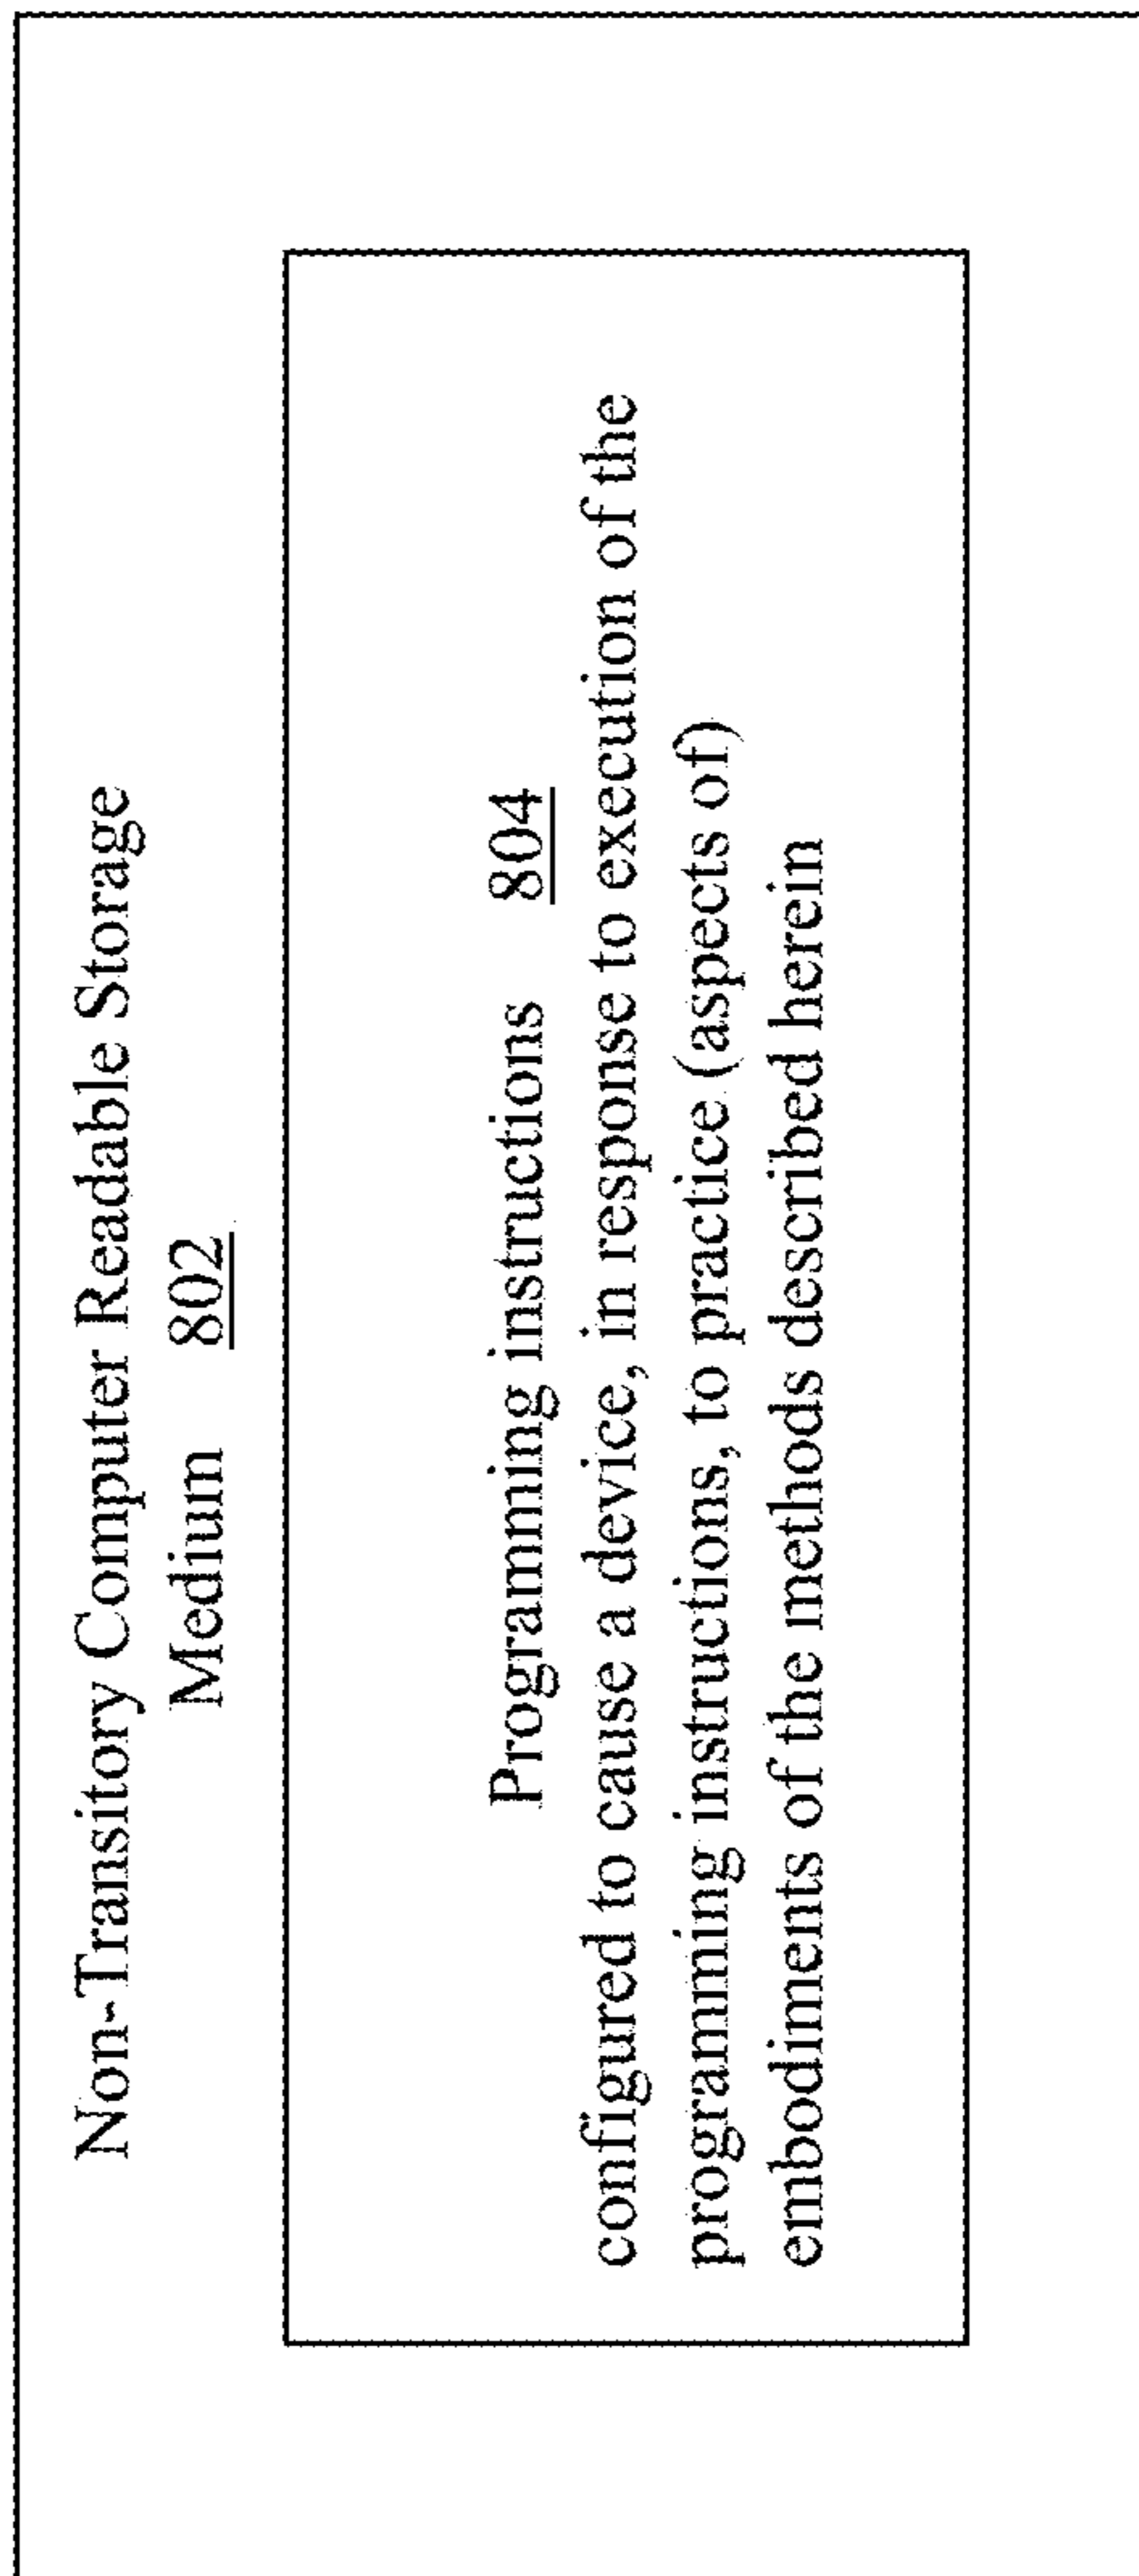 Non-Transitory Computer Readable Storage
Medium 802
Programming instructions 804
configured to cause a device, in response to execution of the
programming instructions, to practice (aspects of)
embodiments of the methods described herein